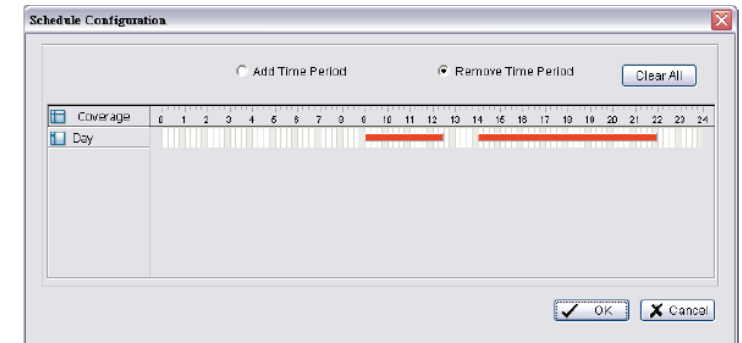 Schedule Configuration
Add Time Period Remove Time Period Clear All
Coverage 0 1 2 3 4 5 6 7 8 9 10 11 12 13 14 15 16 17 18 19 20 21 22 23 24
Day
OK Cancel